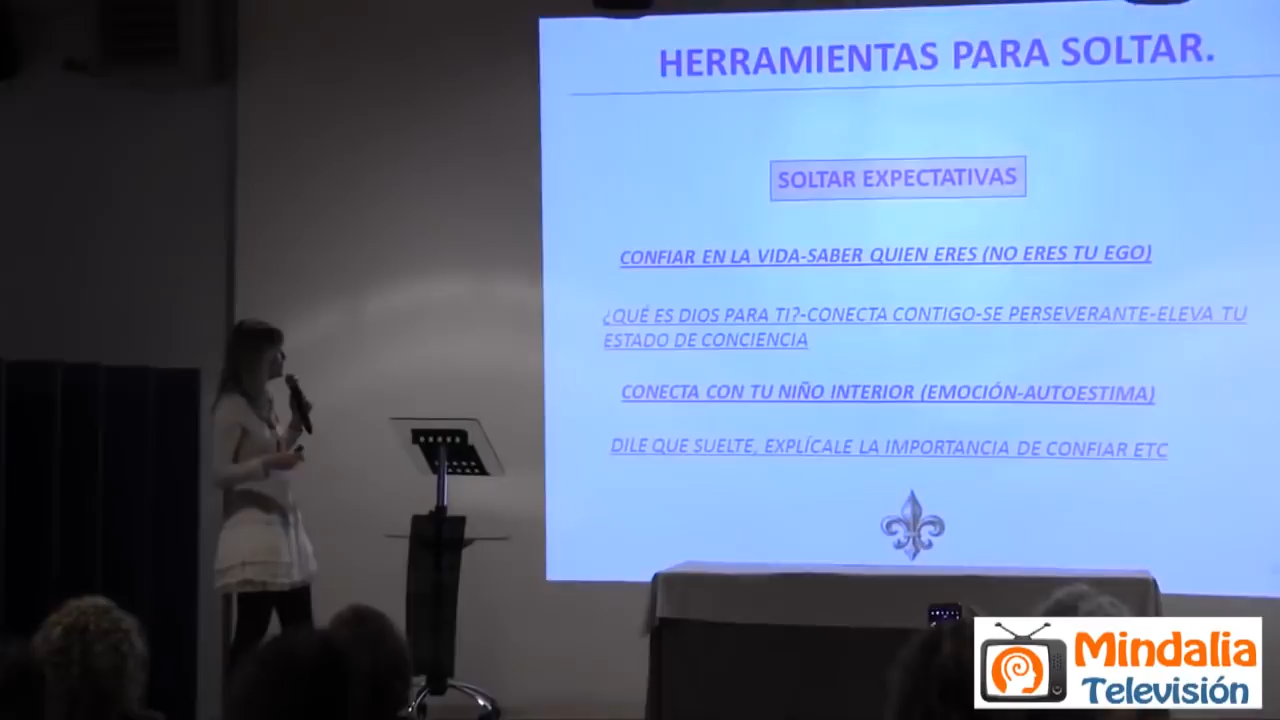 HERRAMIENTAS PARA SOLTAR.
SOLTAR EXPECTATIVAS
CONFIAR EN LA VIDA-SABER QUIEN ERES (NO ERES TU EGO)
¿QUÉ ES DIOS PARA TI?-CONECTA CONTIGO-SE PERSEVERANTE-ELEVA TU
ESTADO DE CONCIENCIA
CONECTA CON TU NIÑO INTERIOR (EMOCIÓN-AUTOESTIMA)
DILE QUE SUELTE, EXPLÍCALE LA IMPORTANCIA DE CONFIAR ETC
Mindalia
Televisión